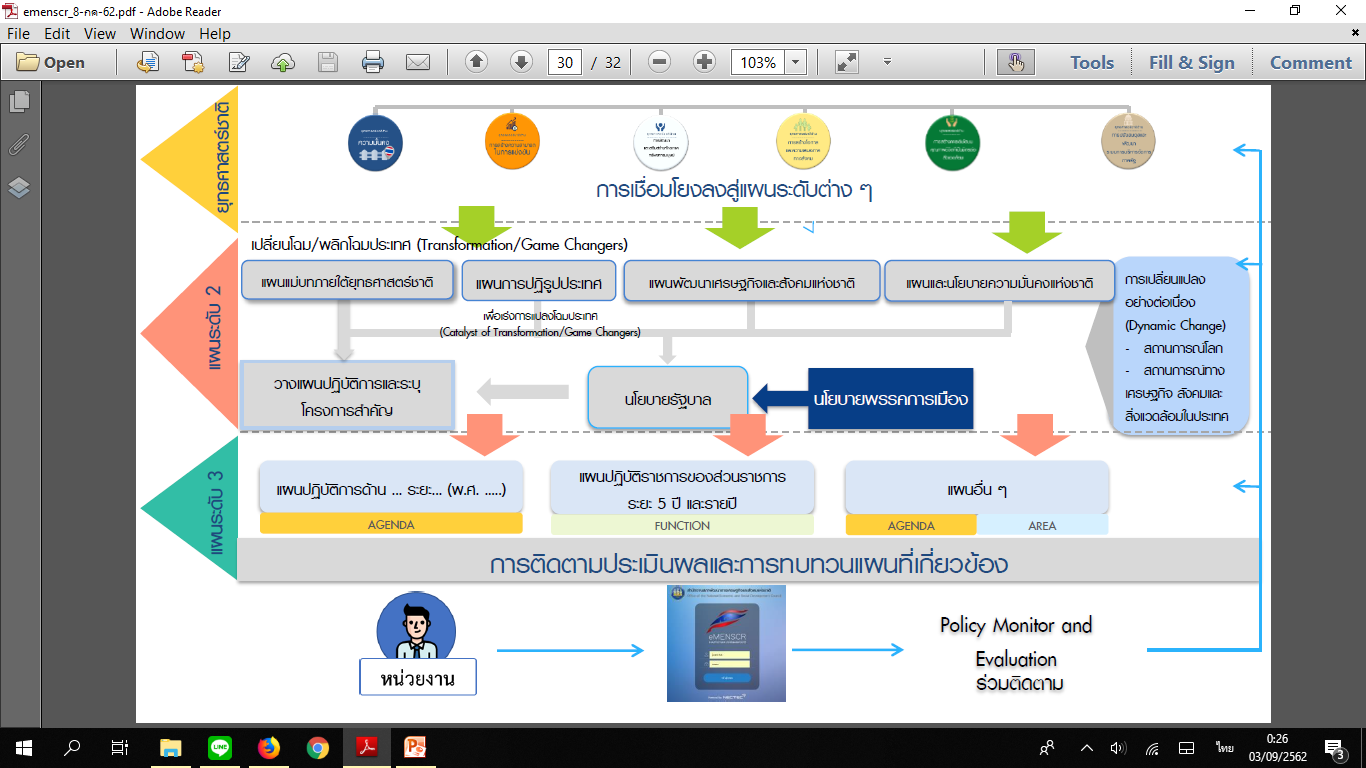 emenscr_8-กค-62.pdf - Adobe Reader
File Edit View Window Help
Open 30 / 32 103% Tools Fill & Sign Comment
ยุทธศาสตร์ชาติ
ความมั่นคง
การเชื่อมโยงลงสู่แผนระดับต่าง ๆ
แผนระดับ 2
เปลี่ยนโฉม/พลิกโฉมประเทศ (Transformation/Game Changers)
แผนแม่บทภายใต้ยุทธศาสตร์ชาติ
แผนการปฏิรูปประเทศ
แผนพัฒนาเศรษฐกิจและสังคมแห่งชาติ
แผนและนโยบายความมั่นคงแห่งชาติ
เพื่อเร่งการแปลงโฉมประเทศ
(Catalyst of Transformation/Game Changers)
การเปลี่ยนแปลง
อย่างต่อเนื่อง
(Dynamic Change)
- สถานการณ์โลก
- สถานการณ์ทาง
เศรษฐกิจ สังคมและ
สิ่งแวดล้อมในประเทศ
วางแผนปฏิบัติการและระบุ
โครงการสำคัญ
นโยบายรัฐบาล
นโยบายพรรคการเมือง
แผนระดับ 3
แผนปฏิบัติการด้าน ... ระยะ... (พ.ศ. .....)
AGENDA
แผนปฏิบัติราชการของส่วนราชการ
ระยะ 5 ปี และรายปี
FUNCTION
แผนอื่น ๆ
AGENDA AREA
การติดตามประเมินผลและการทบทวนแผนที่เกี่ยวข้อง
หน่วยงาน
eMENSCR
NECTEC
Policy Monitor and
Evaluation
ร่วมติดตาม
LINE
ไทย
0:26
03/09/2562
3